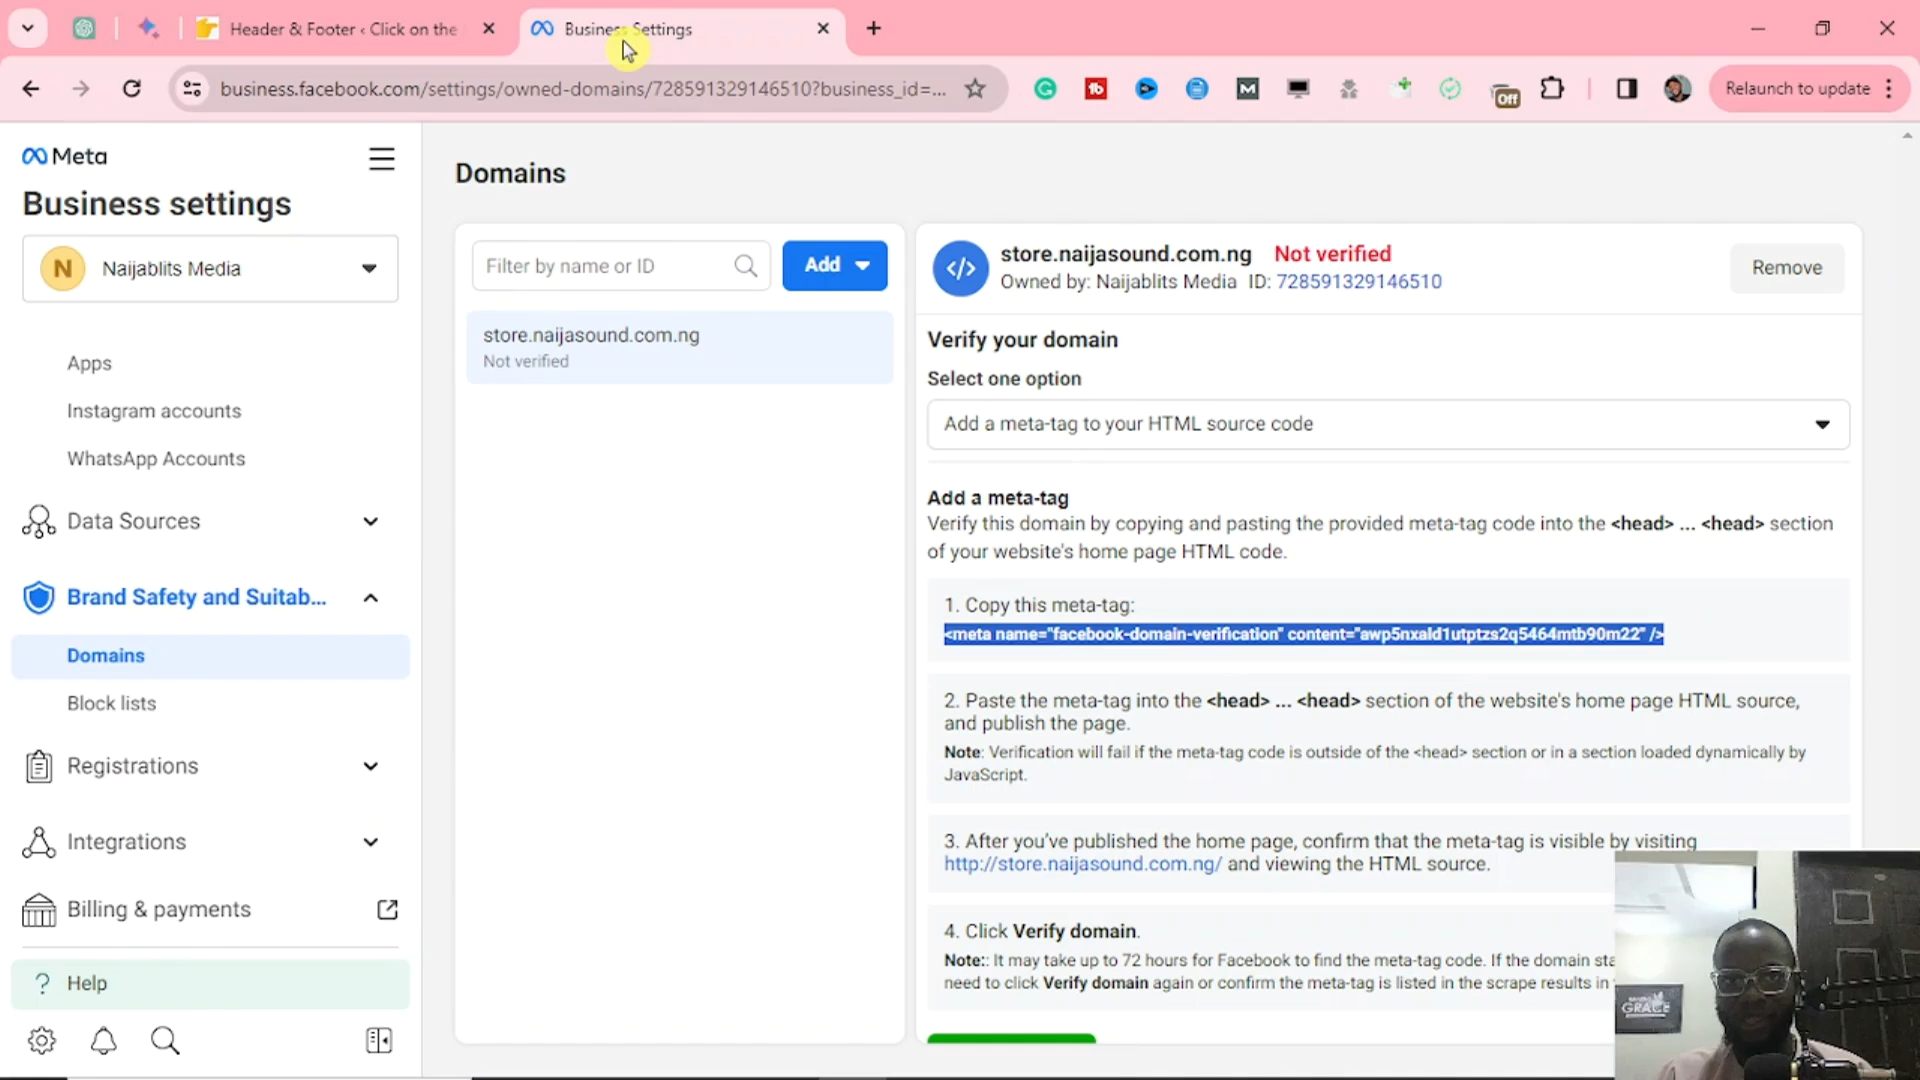 Header & Footer ‹ Click on the
Business Settings
business.facebook.com/settings/owned-domains/728591329146510?business_id=...
Off
Relaunch to update
Meta
Business settings
N
Naijablits Media
Apps
Instagram accounts
WhatsApp Accounts
Data Sources
Brand Safety and Suitab...
Domains
Block lists
Registrations
Integrations
Billing & payments
? Help
Domains
Filter by name or ID
Add
store.naijasound.com.ng
Not verified
</> store.naijasound.com.ng Not verified
Owned by: Naijablits Media ID: 728591329146510
Remove
Verify your domain
Select one option
Add a meta-tag to your HTML source code
Add a meta-tag
Verify this domain by copying and pasting the provided meta-tag code into the <head> ... <head> section
of your website's home page HTML code.
1. Copy this meta-tag:
<meta name="facebook-domain-verification" content="awp5nxald1utptzs2q5464mtb90m22" />
2. Paste the meta-tag into the <head> ... <head> section of the website's home page HTML source,
and publish the page.
Note: Verification will fail if the meta-tag code is outside of the <head> section or in a section loaded dynamically by
JavaScript.
3. After you've published the home page, confirm that the meta-tag is visible by visiting
http://store.naijasound.com.ng/ and viewing the HTML source.
4. Click Verify domain.
Note:: It may take up to 72 hours for Facebook to find the meta-tag code. If the domain sta
need to click Verify domain again or confirm the meta-tag is listed in the scrape results in
GRACE